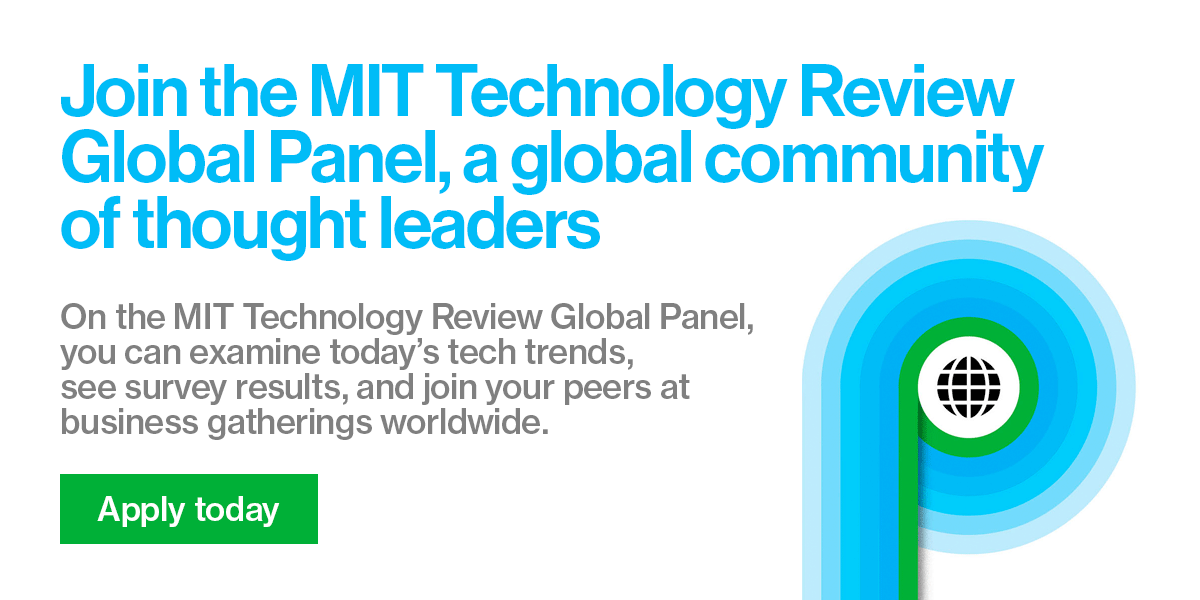 Join the MIT Technology Review
Global Panel, a global community
of thought leaders
On the MIT Technology Review Global Panel,
you can examine today’s tech trends,
see survey results, and join your peers at
business gatherings worldwide.
Apply today